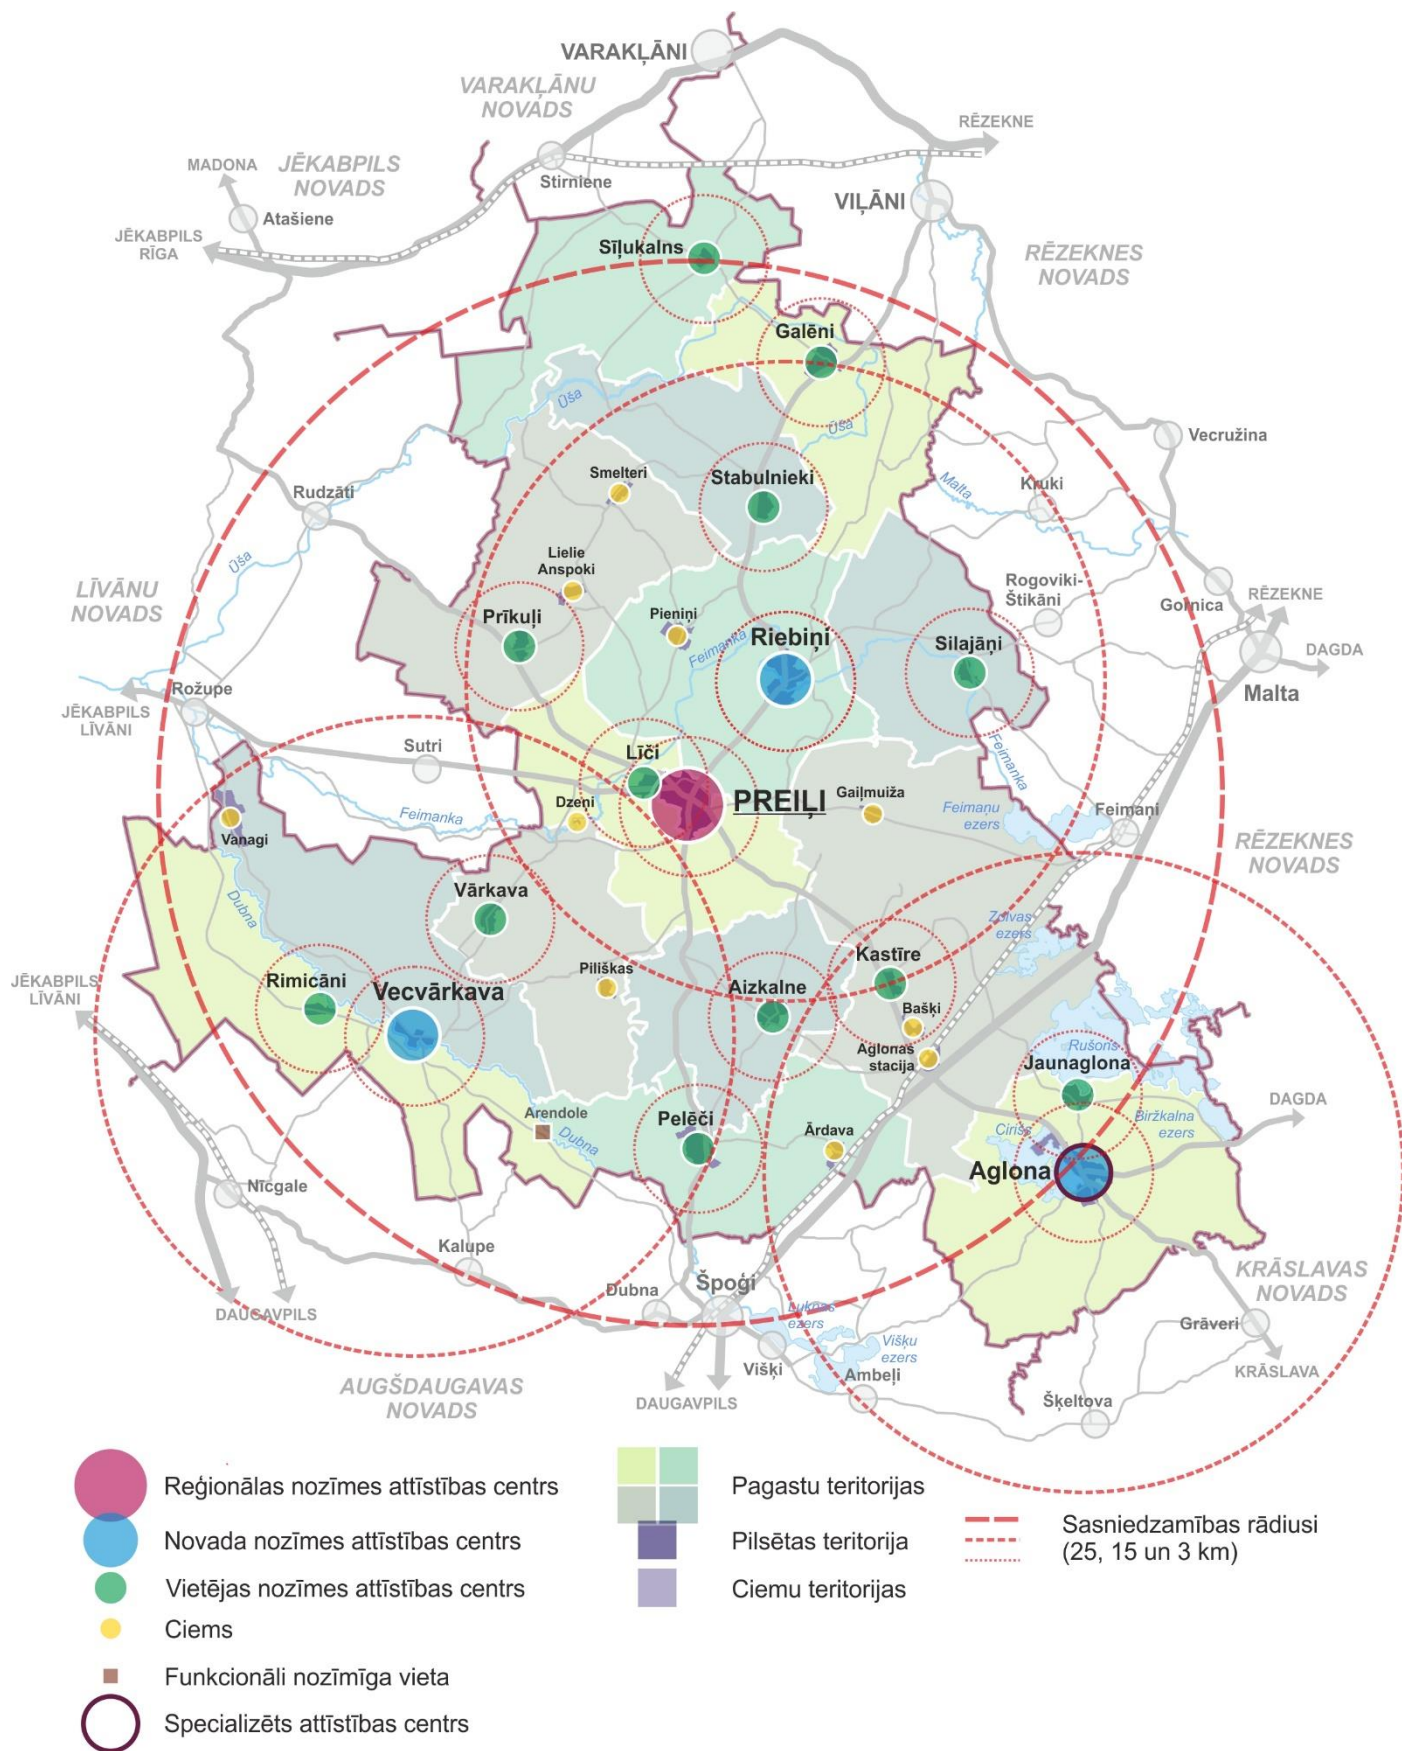 VARAKĻĀNI
VARAKĻĀNU
NOVADS
RĒZEKNE
MADONA
JĒKABPILS
NOVADS
Stirniene
Atašiene
VIĻĀNI
JĒKABPILS
RĪGA
Sīļukalns
RĒZEKNES
NOVADS
Galēni
Ūša
Ūša
Vecružina
Smelteri
Stabulnieki
Malta
Kruki
Rudzāti
Ūša
Lielie
Anspoki
LĪVĀNU
NOVADS
Rogoviki-
Štikāni
Gornica
RĒZEKNE
Prīkuļi
Pieniņi
Feimanka
Riebiņi
Silajāņi
DAGDA
Malta
Rožupe
JĒKABPILS
LĪVĀNI
Sutri
Līči
Feimanka
PREIĻI
Gaiļmuiža
Feimaņu
ezers
Feimaņi
Dzeņi
Feimanka
Vanagi
RĒZEKNES
NOVADS
Dubna
Vārkava
Zolvas
ezers
Kastīre
Piliškas
Rimicāni
Vecvārkava
Aizkalne
Bašķi
JĒKABPILS
LĪVĀNI
Aglonas
stacija
Rušons
Jaunaglona
DAGDA
Arendole
Dubna
Pelēči
Ārdava
Cirišs
Biržkalna
ezers
Aglona
Nīcgale
Kalupe
KRĀSLAVAS
NOVADS
Dubna
Špoģi
DAUGAVPILS
Luknas
ezers
Višķu
ezers
Grāveri
Višķi
Ambeļi
KRĀSLAVA
AUGŠDAUGAVAS
NOVADS
DAUGAVPILS
Šķeltova
Reģionālas nozīmes attīstības centrs
Novada nozīmes attīstības centrs
Vietējas nozīmes attīstības centrs
Ciems
Funkcionāli nozīmīga vieta
Specializēts attīstības centrs
Pagastu teritorijas
Pilsētas teritorija
Ciemu teritorijas
Sasniedzamības rādiusi
(25, 15 un 3 km)